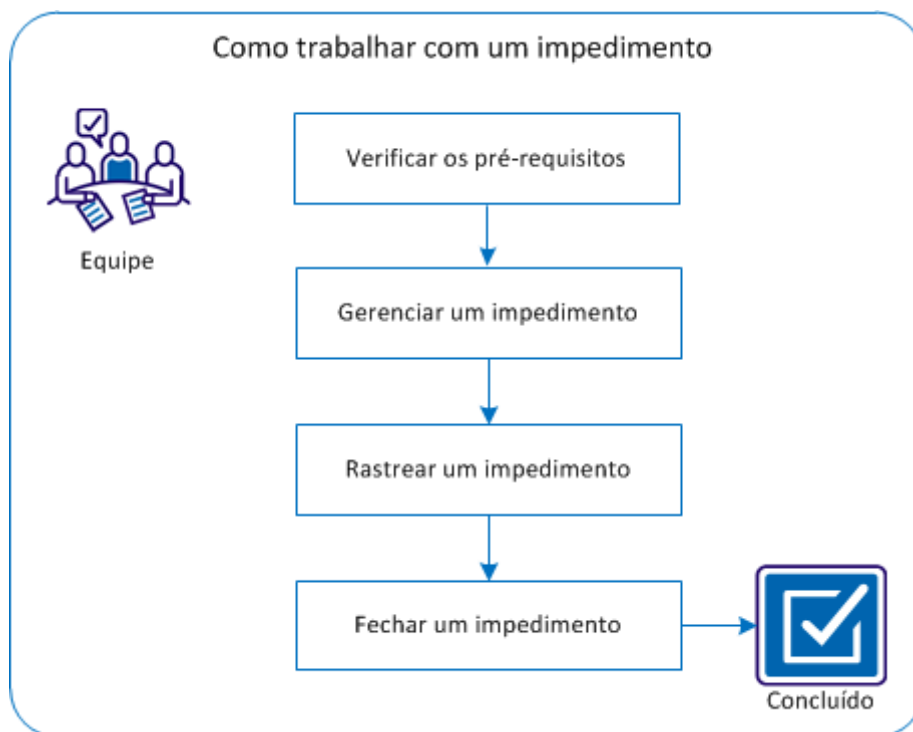 Como trabalhar com um impedimento
Equipe
Verificar os pré-requisitos
Gerenciar um impedimento
Rastrear um impedimento
Fechar um impedimento
Concluído